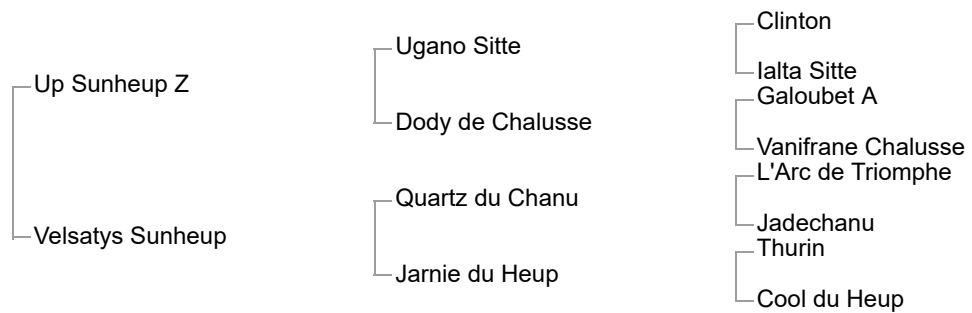 Clinton
Ugano Sitte
Ialta Sitte
Up Sunheup Z
Galoubet A
Dody de Chalusse
Vanifrane Chalusse
L'Arc de Triomphe
Quartz du Chanu
Jadechanu
Velsatys Sunheup
Thurin
Jarnie du Heup
Cool du Heup